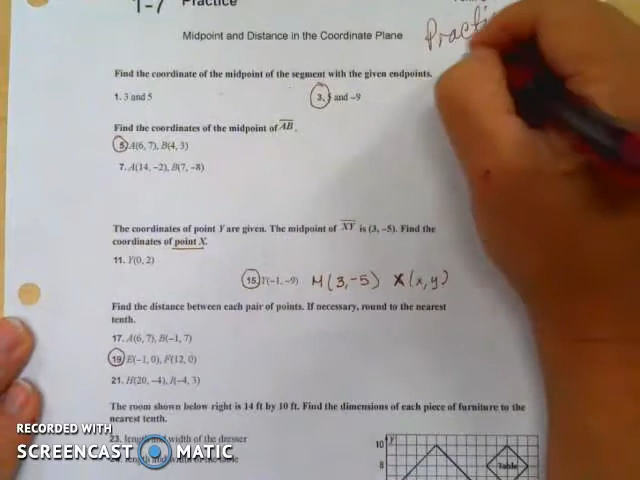 1-7 Practice
Midpoint and Distance in the Coordinate Plane
Practi
Find the coordinate of the midpoint of the segment with the given endpoints.
1. 3 and 5
3. 5 and −9
Find the coordinates of the midpoint of AB.
5. A(6, 7), B(4, 3)
7. A(14, −2), B(7, −8)
The coordinates of point Y are given. The midpoint of XY is (3, −5). Find the
coordinates of point X.
11. Y(0, 2)
15. Y(−1, −9) M(3,-5) X(x,y)
Find the distance between each pair of points. If necessary, round to the nearest
tenth.
17. A(6, 7), B(−1, 7)
19. E(−1, 0), F(12, 0)
21. H(20, −4), I(−4, 3)
The room shown below right is 14 ft by 10 ft. Find the dimensions of each piece of furniture to the
nearest tenth.
23. length and width of the dresser
length and width of the table
10 y
8
Table
RECORDED WITH
SCREENCAST MATIC